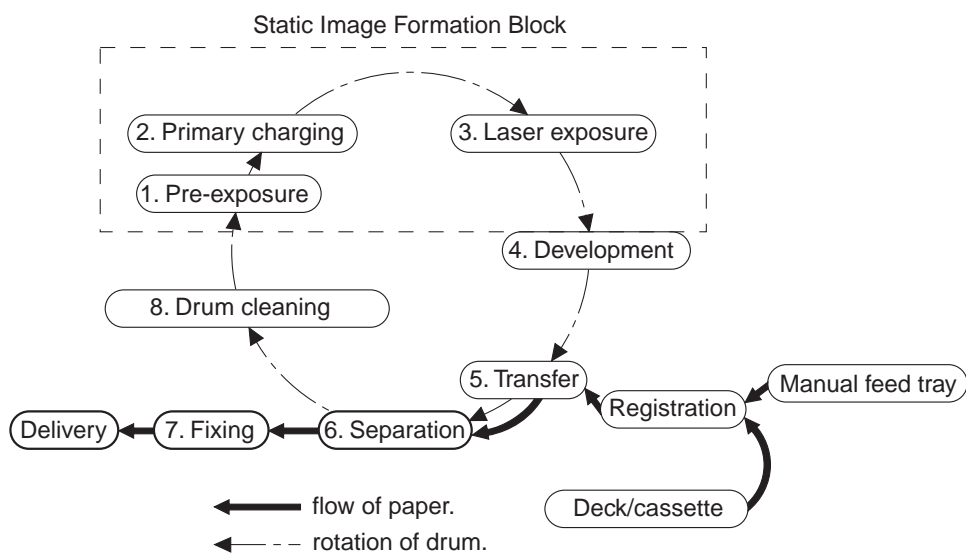 Static Image Formation Block
2. Primary charging
3. Laser exposure
1. Pre-exposure
4. Development
8. Drum cleaning
5. Transfer
Manual feed tray
Registration
Delivery
7. Fixing
6. Separation
Deck/cassette
flow of paper.
rotation of drum.